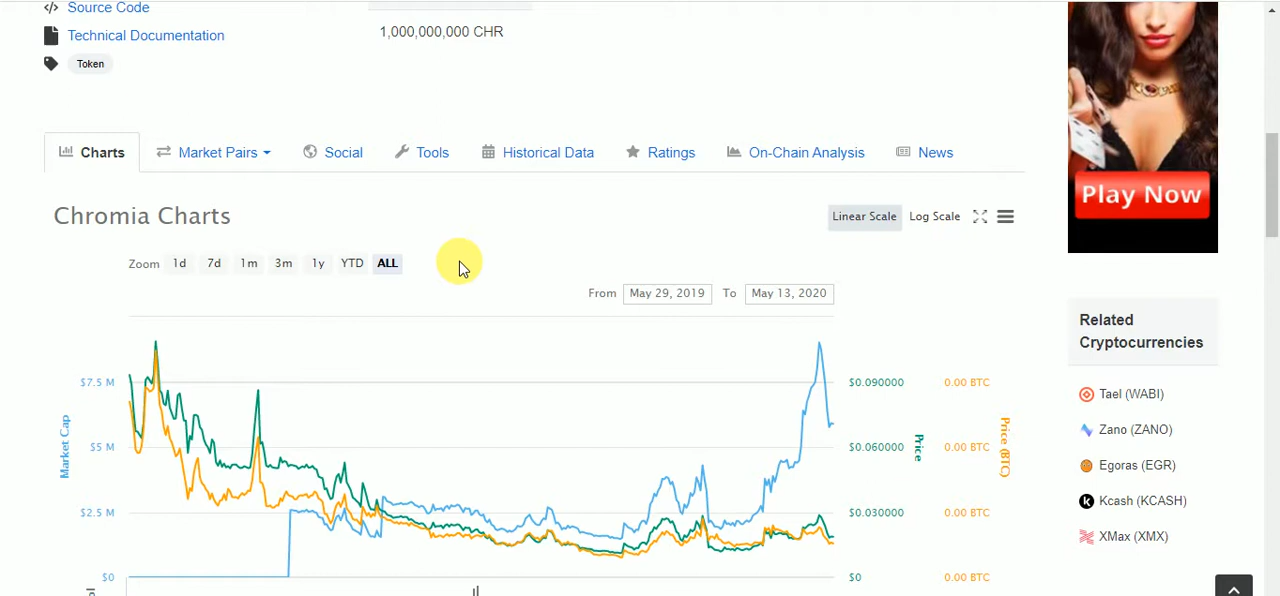 Source Code
1,000,000,000 CHR
Technical Documentation
Token
Charts
Market Pairs
Social
Tools
Historical Data
Ratings
On-Chain Analysis
News
Play Now
Chromia Charts
Linear Scale
Log Scale
Zoom 1d 7d 1m 3m 1y YTD ALL
From May 29, 2019 To May 13, 2020
$7.5 M
$5 M
$2.5 M
$0
Market Cap
$0.090000
$0.060000
$0.030000
$0
Price
0.00 BTC
0.00 BTC
0.00 BTC
0.00 BTC
Price (BTC)
Related
Cryptocurrencies
Tael (WABI)
Zano (ZANO)
Egoras (EGR)
Kcash (KCASH)
XMax (XMX)